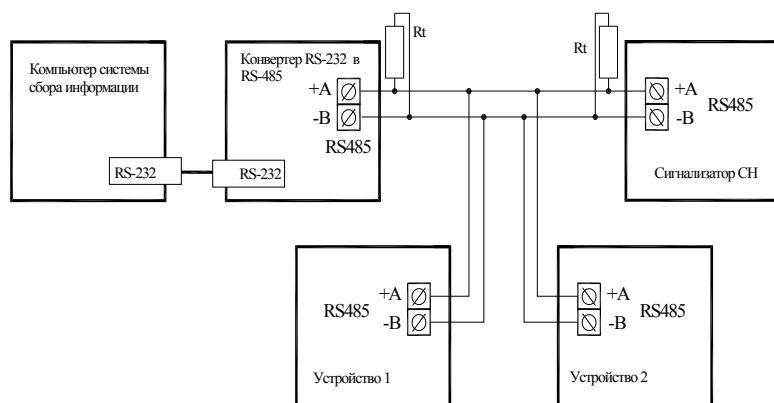 Компьютер системы
сбора информации
RS-232
Конвертер RS-232 в
RS-485
+A
-B
RS485
RS-232
Rt
Rt
+A
-B
RS485
Сигнализатор СН
RS485
+A
-B
Устройство 1
+A
-B
RS485
Устройство 2